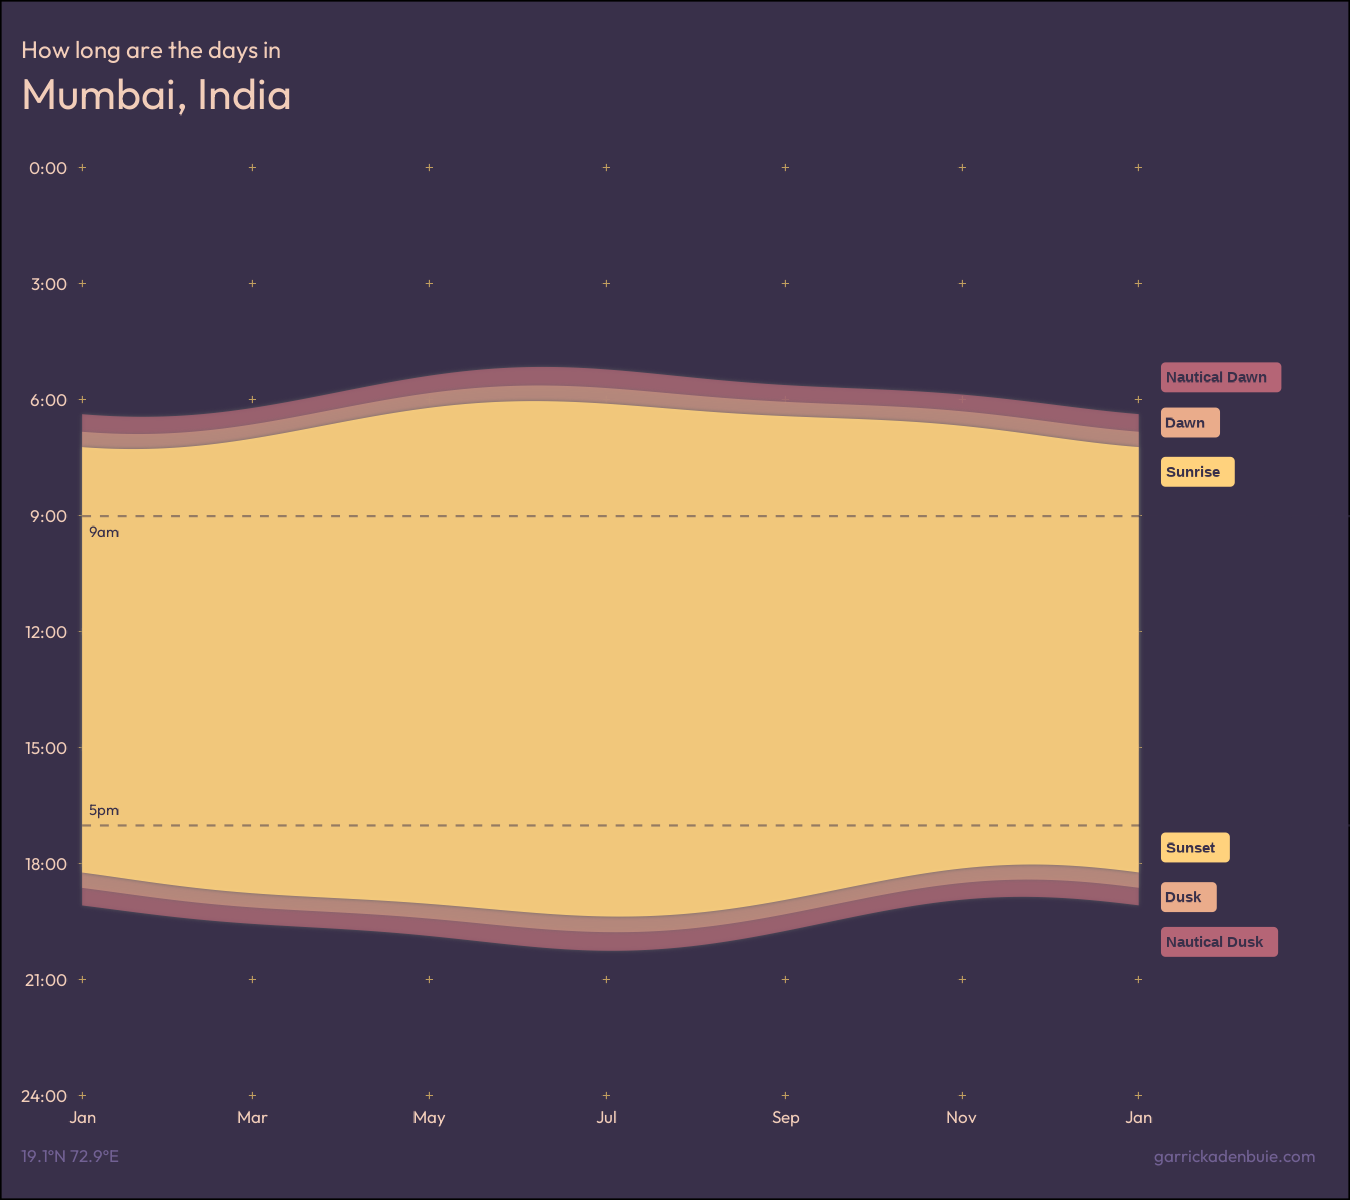 How long are the days in
Mumbai, India
0:00
3:00
Nautical Dawn
6:00
Dawn
Sunrise
9:00
9am
12:00
15:00
5pm
Sunset
18:00
Dusk
Nautical Dusk
21:00
24:00
Jan Mar May Jul Sep Nov Jan
19.1°N 72.9°E garrickadenbuie.com